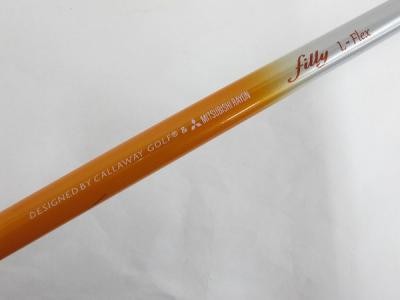 filly L-Flex
DESIGNED BY CALLAWAY GOLF® & MITSUBISHI RAYON